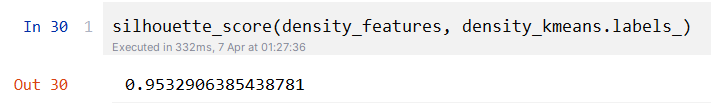 In 30 1 silhouette_score(density_features, density_kmeans.labels_)
Executed in 332ms, 7 Apr at 01:27:36
Out 30 0.9532906385438781